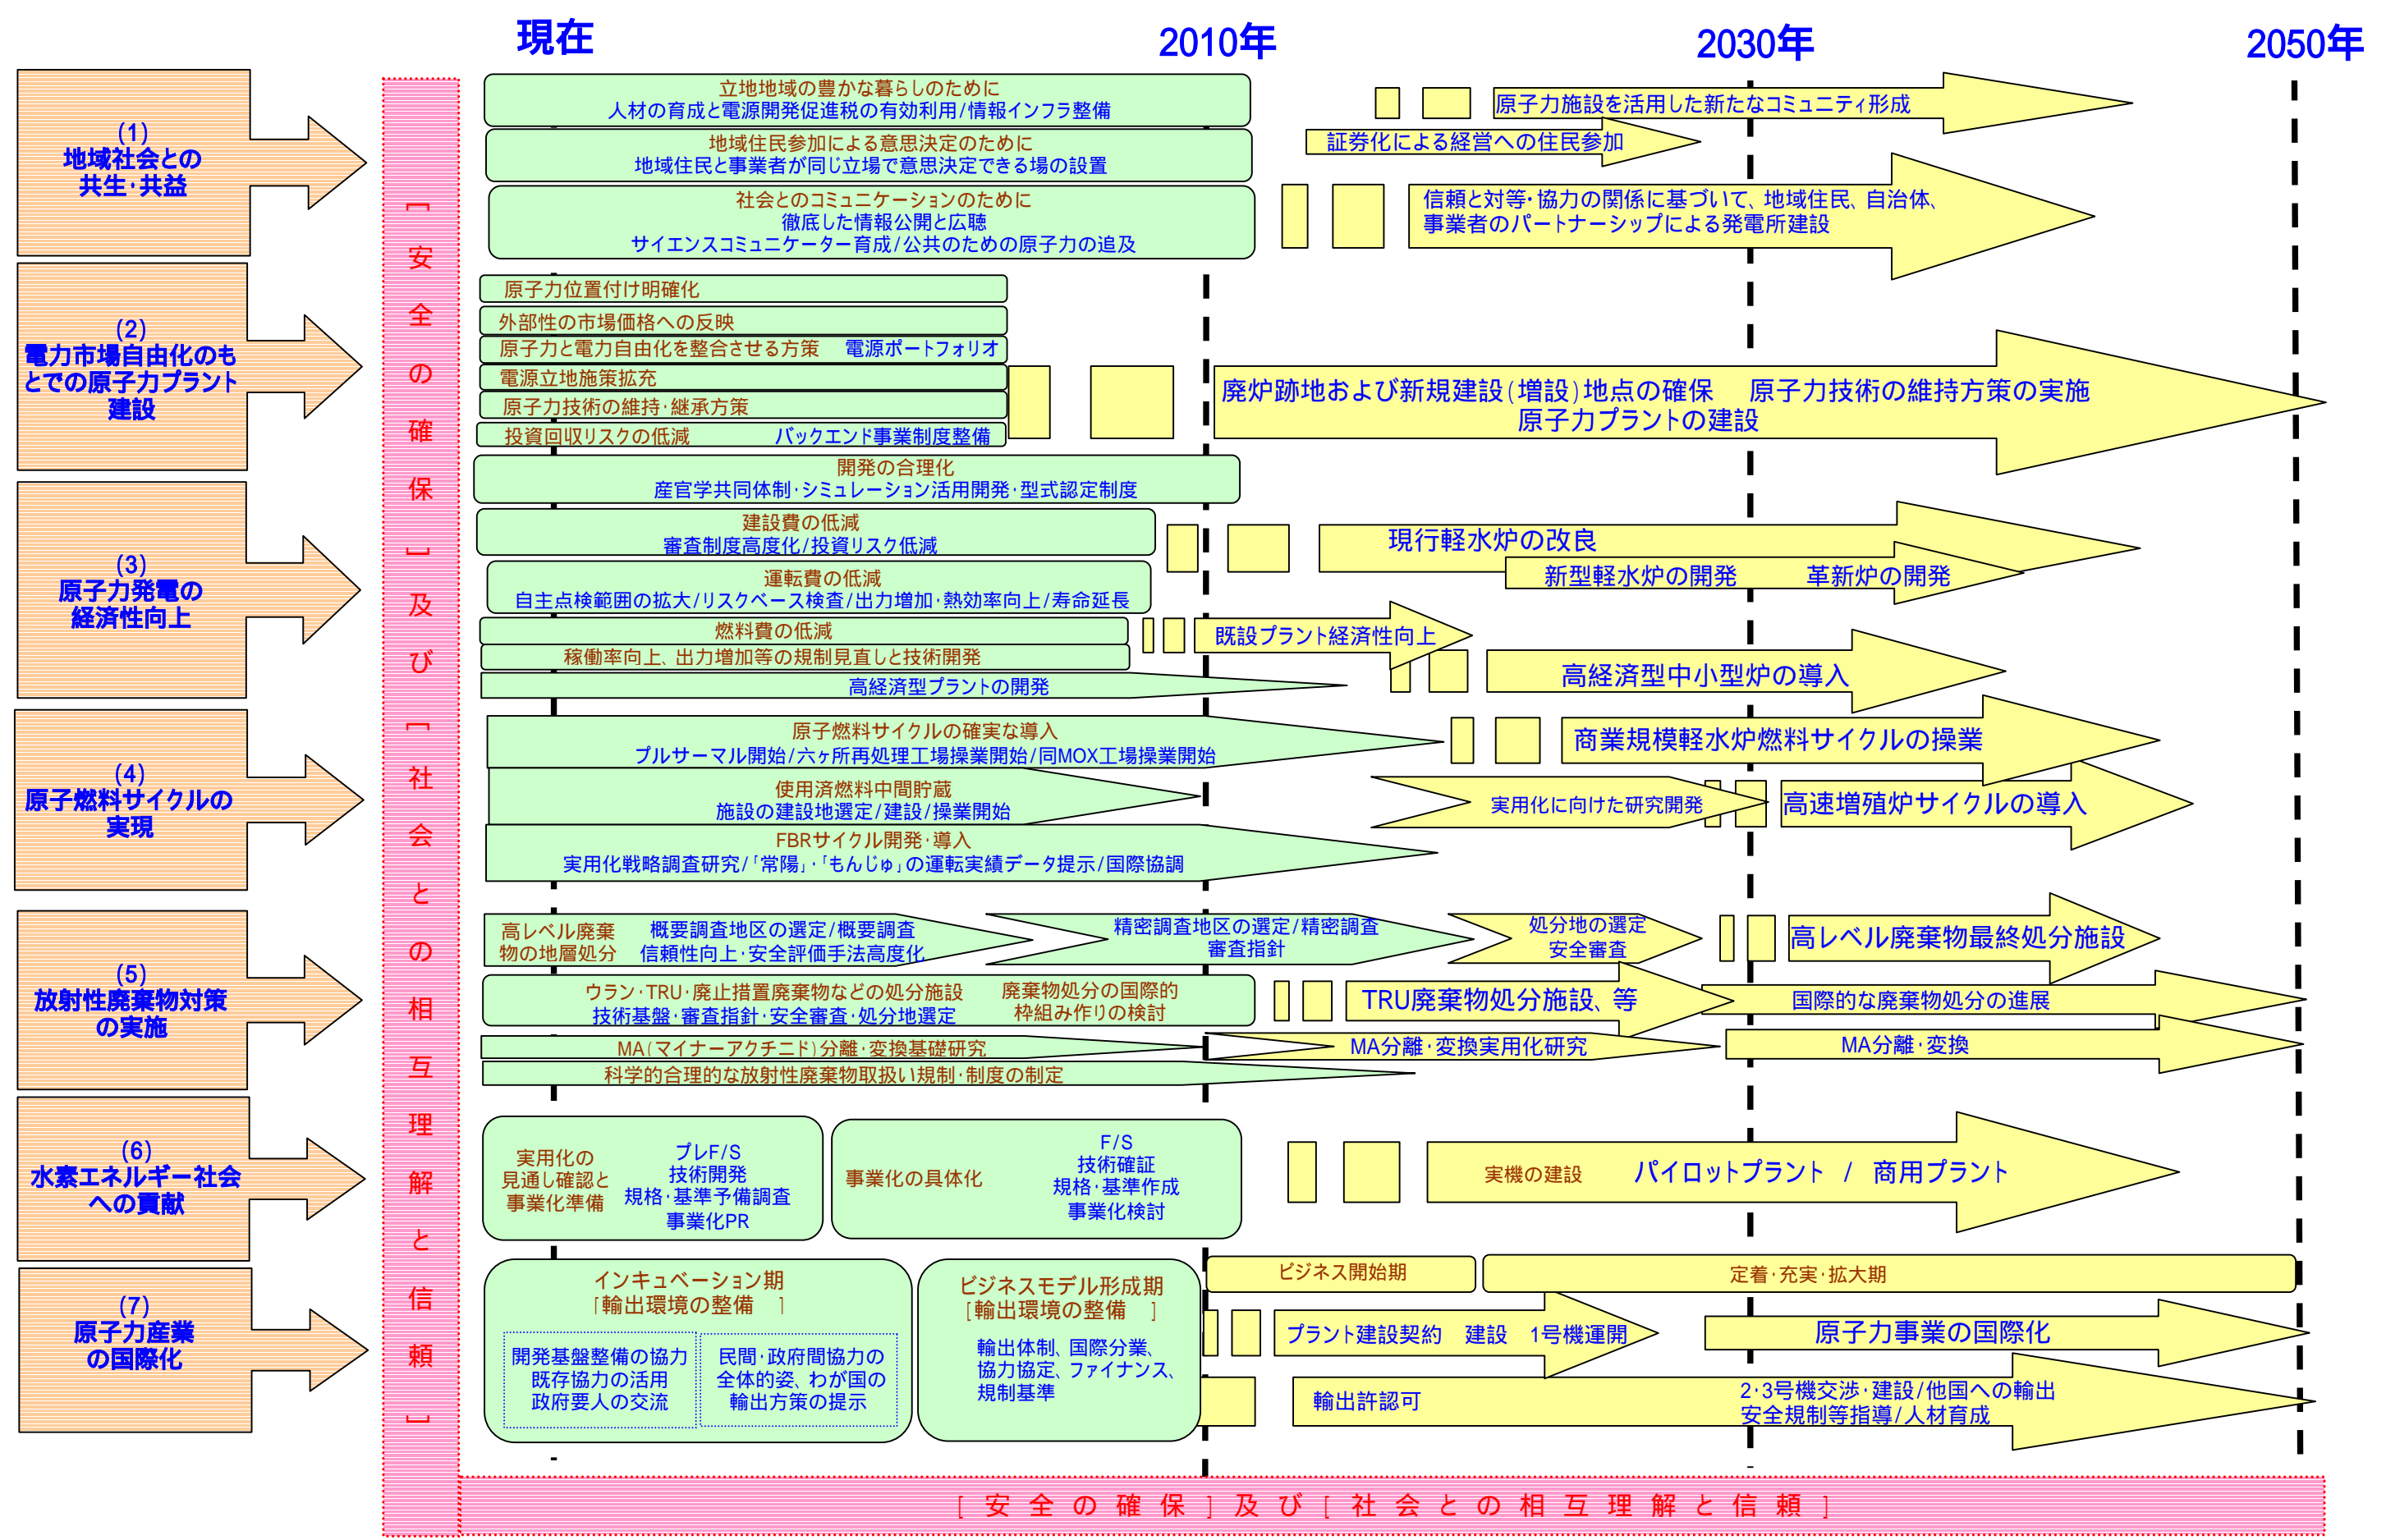 現在
2010年
2030年
2050年
(1)
地域社会との
共生・共益
立地地域の豊かな暮らしのために
人材の育成と電源開発促進税の有効利用/情報インフラ整備
地域住民参加による意思決定のために
地域住民と事業者が同じ立場で意思決定できる場の設置
社会とのコミュニケーションのために
徹底した情報公開と広聴
サイエンスコミュニケーター育成/公共のための原子力の追及
原子力施設を活用した新たなコミュニティ形成
証券化による経営への住民参加
信頼と対等・協力の関係に基づいて、地域住民、自治体、
事業者のパートナーシップによる発電所建設
(2)
電力市場自由化のも
とでの原子力プラント
建設
原子力位置付け明確化
外部性の市場価格への反映
原子力と電力自由化を整合させる方策 電源ポートフォリオ
電源立地施策拡充
原子力技術の維持・継承方策
投資回収リスクの低減 バックエンド事業制度整備
廃炉跡地および新規建設(増設)地点の確保 原子力技術の維持方策の実施
原子力プラントの建設
(3)
原子力発電の
経済性向上
開発の合理化
産官学共同体制・シミュレーション活用開発・型式認定制度
建設費の低減
審査制度高度化/投資リスク低減
運転費の低減
自主点検範囲の拡大/リスクベース検査/出力増加・熱効率向上/寿命延長
燃料費の低減
稼働率向上、出力増加等の規制見直しと技術開発
高経済型プラントの開発
現行軽水炉の改良
新型軽水炉の開発 革新炉の開発
既設プラント経済性向上
高経済型中小型炉の導入
(4)
原子燃料サイクルの
実現
原子燃料サイクルの確実な導入
プルサーマル開始/六ヶ所再処理工場操業開始/同MOX工場操業開始
使用済燃料中間貯蔵
施設の建設地選定/建設/操業開始
FBRサイクル開発・導入
実用化戦略調査研究/「常陽」・「もんじゅ」の運転実績データ提示/国際協調
商業規模軽水炉燃料サイクルの操業
実用化に向けた研究開発
高速増殖炉サイクルの導入
(5)
放射性廃棄物対策
の実施
高レベル廃棄
物の地層処分
概要調査地区の選定/概要調査
信頼性向上・安全評価手法高度化
精密調査地区の選定/精密調査
審査指針
処分地の選定
安全審査
高レベル廃棄物最終処分施設
ウラン・TRU・廃止措置廃棄物などの処分施設
技術基盤・審査指針・安全審査・処分地選定
廃棄物処分の国際的
枠組み作りの検討
TRU廃棄物処分施設、等
国際的な廃棄物処分の進展
MA(マイナーアクチニド)分離・変換基礎研究
MA分離・変換実用化研究
MA分離・変換
科学的合理的な放射性廃棄物取扱い規制・制度の制定
(6)
水素エネルギー社会
への貢献
実用化の
見通し確認と
事業化準備
プレF/S
技術開発
規格・基準予備調査
事業化PR
事業化の具体化
F/S
技術確証
規格・基準作成
事業化検討
実機の建設 パイロットプラント / 商用プラント
(7)
原子力産業
の国際化
インキュベーション期
[輸出環境の整備 ]
開発基盤整備の協力
既存協力の活用
政府要人の交流
民間・政府間協力の
全体的姿、わが国の
輸出方策の提示
ビジネスモデル形成期
[輸出環境の整備 ]
輸出体制、国際分業、
協力協定、ファイナンス、
規制基準
ビジネス開始期
定着・充実・拡大期
プラント建設契約 建設 1号機運開
原子力事業の国際化
輸出許認可
2・3号機交渉・建設/他国への輸出
安全規制等指導/人材育成
[安全の確保]及び[社会との相互理解と信頼]
[安全の確保]及び[社会との相互理解と信頼]